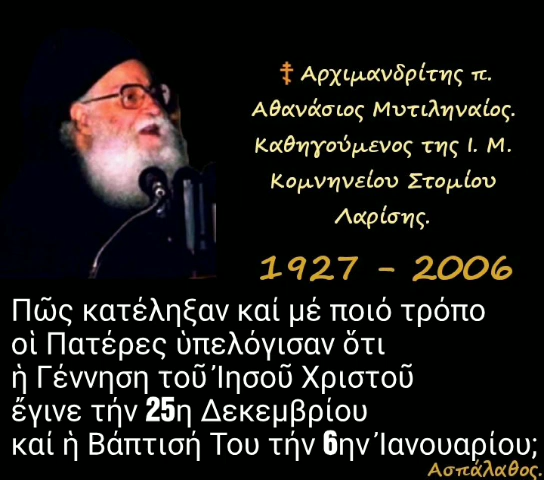 ‡ Αρχιμανδρίτης π.
Αθανάσιος Μυτιληναίος.
Καθηγούμενος της Ι. Μ.
Κομνηνείου Στομίου
Λαρίσης.
1927 - 2006
Πῶς κατέληξαν καί μέ ποιό τρόπο
οἱ Πατέρες ὑπελόγισαν ὅτι
ἡ Γέννηση τοῦ Ἰησοῦ Χριστοῦ
ἔγινε τήν 25η Δεκεμβρίου
καί ἡ Βάπτισή Του τήν 6ην Ἰανουαρίου;
Ασπάλαθος.